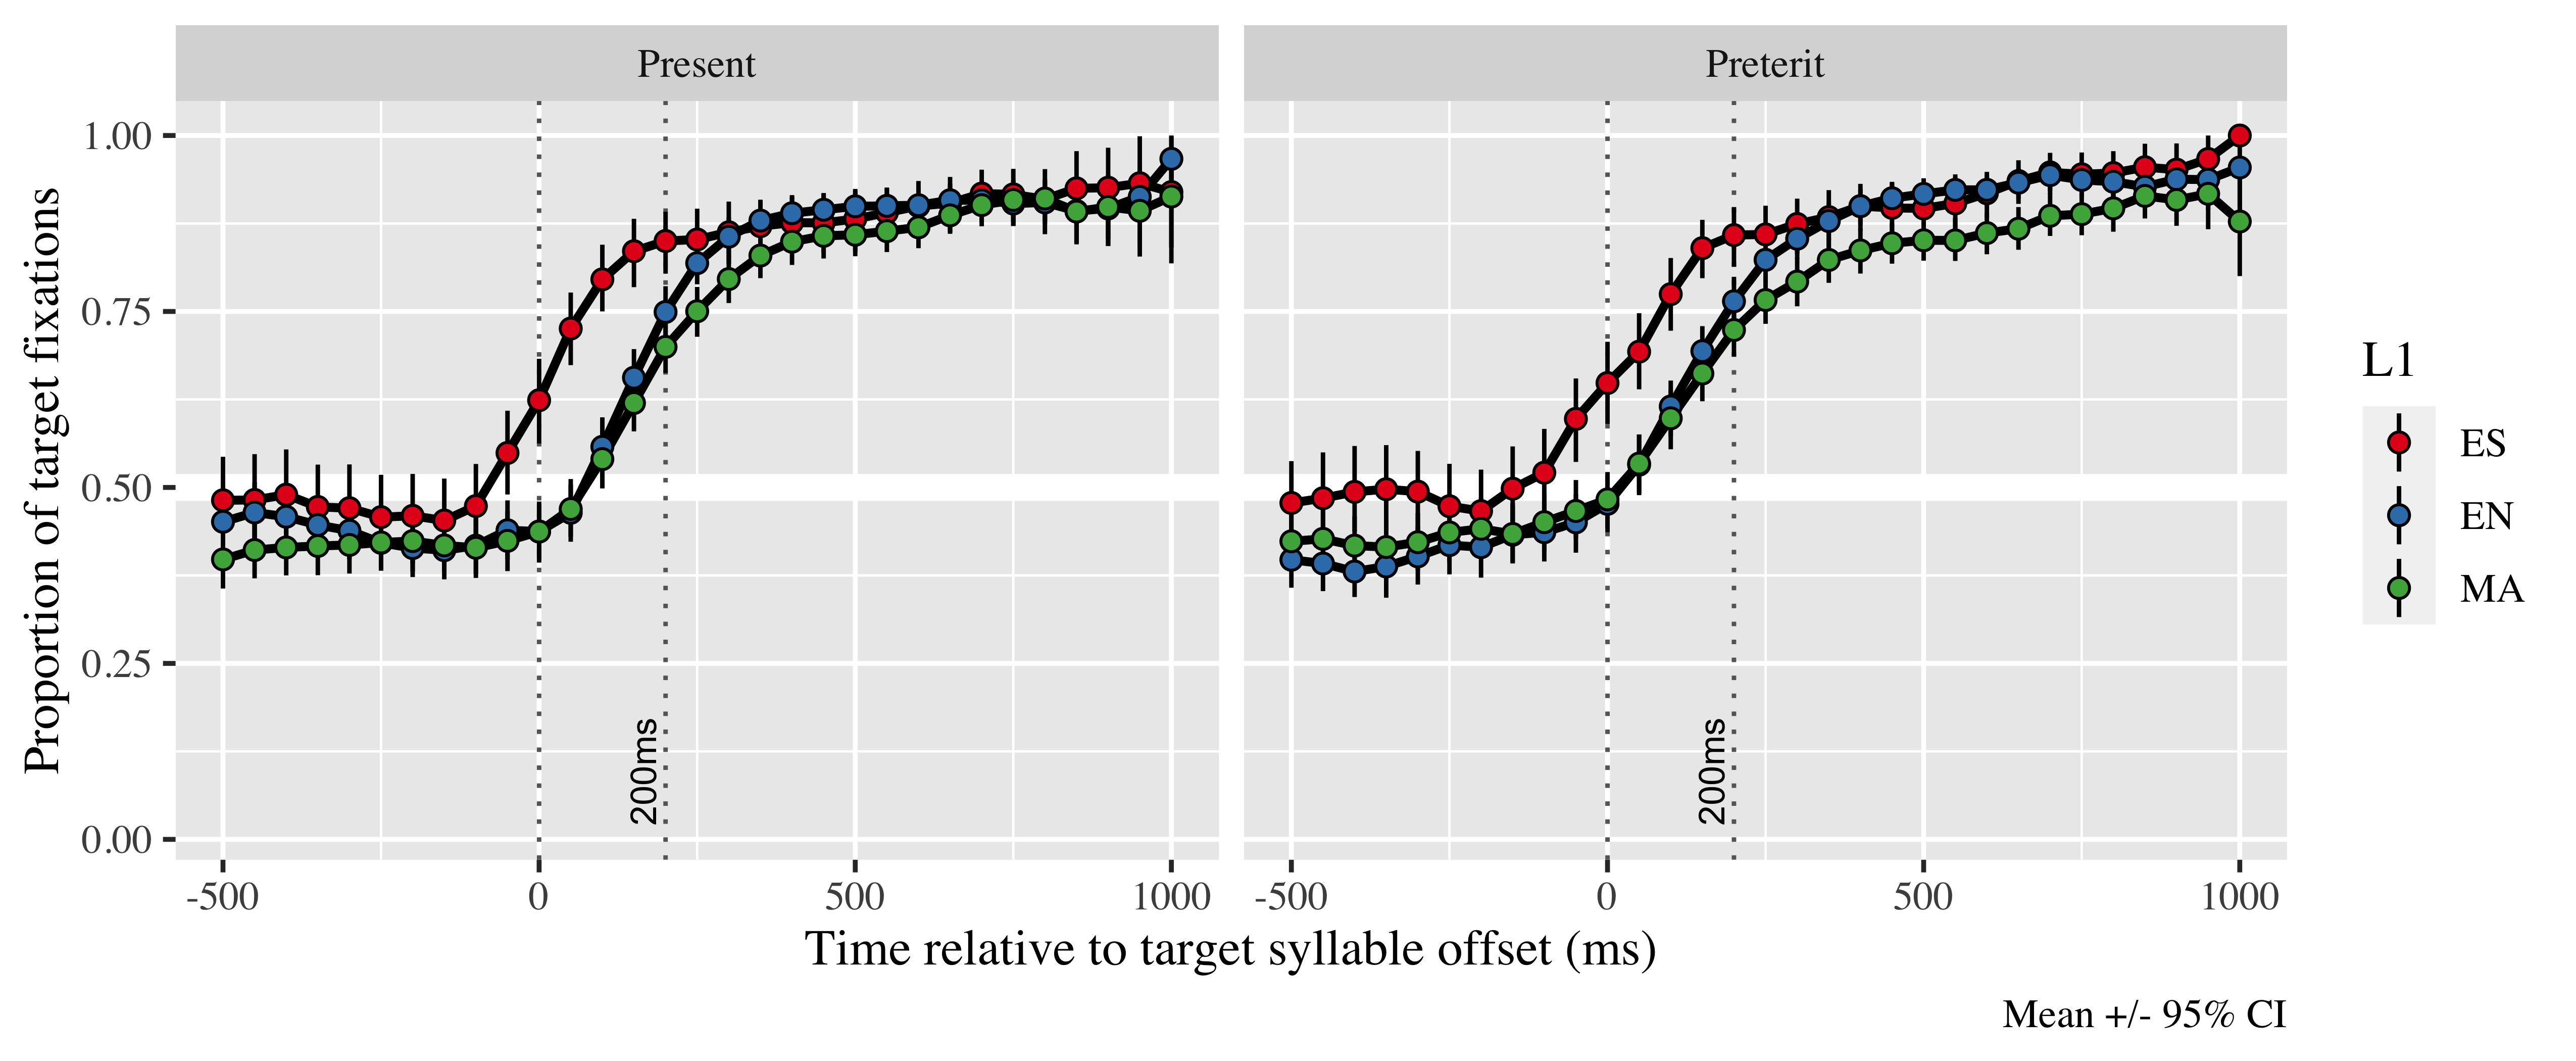 Present
Preterit
Proportion of target fixations
1.00
0.75
0.50
0.25
0.00
200ms
200ms
-500 0 500 1000
-500 0 500 1000
Time relative to target syllable offset (ms)
L1
ES
EN
MA
Mean +/- 95% CI